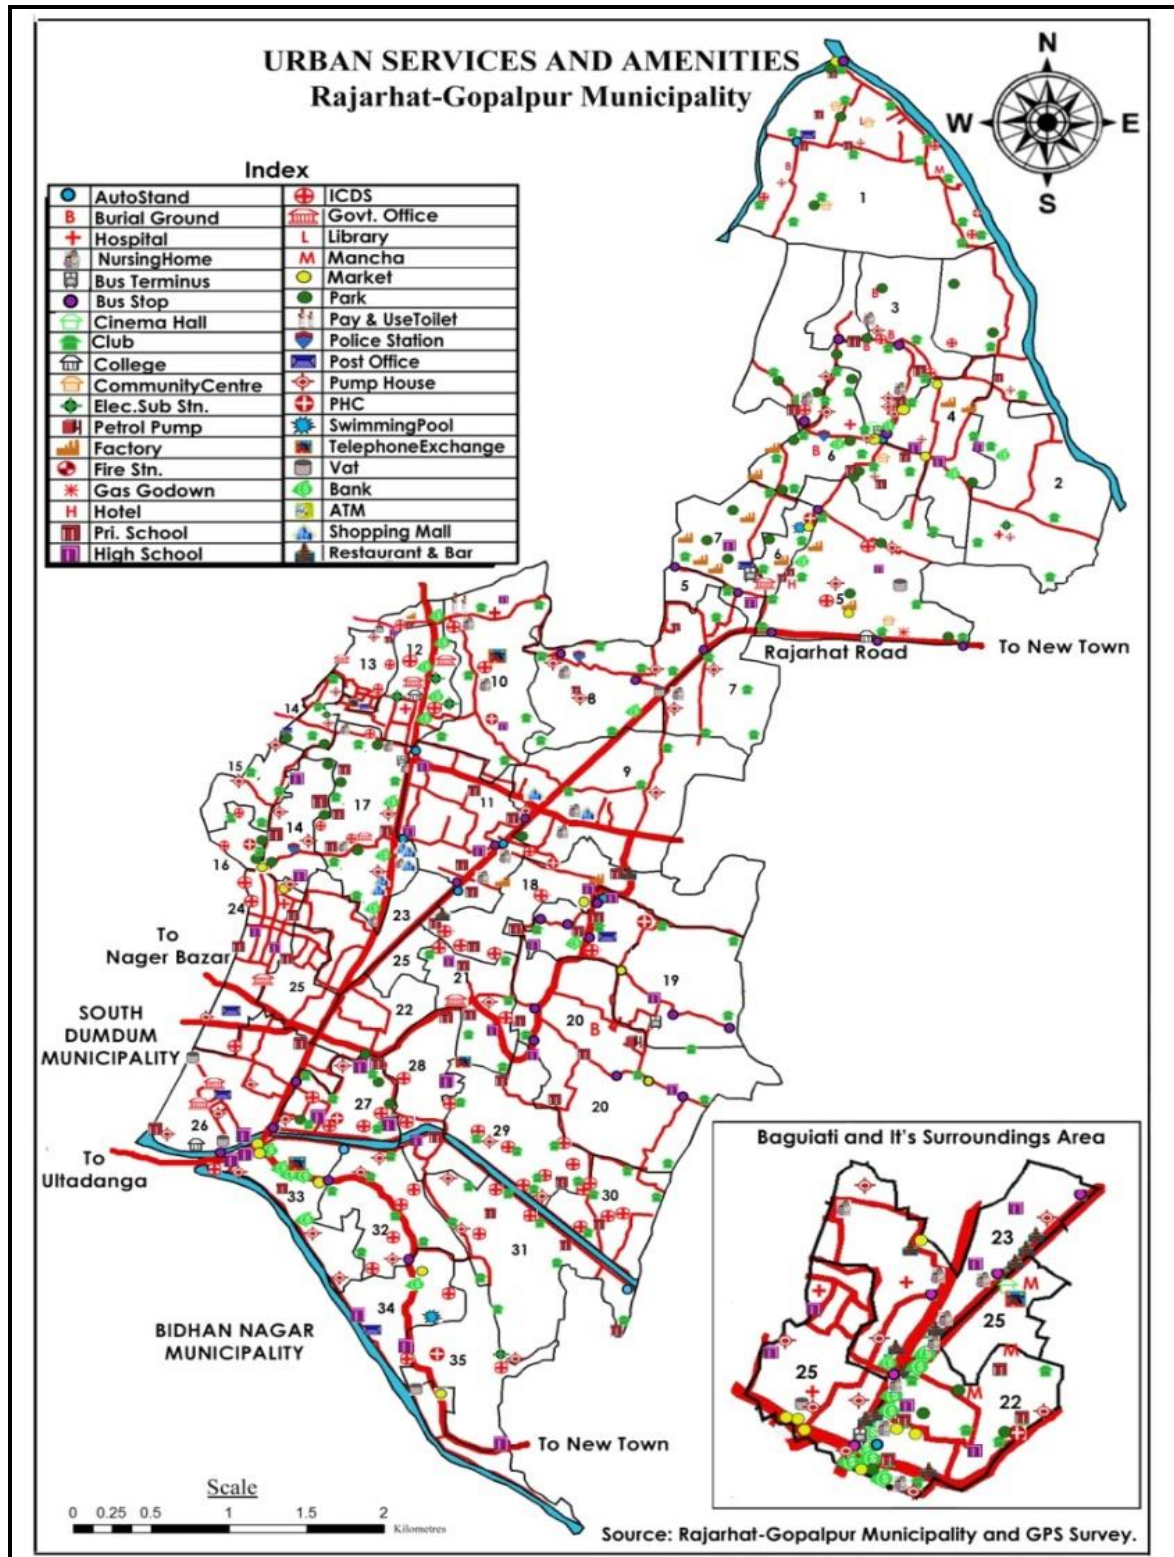 URBAN SERVICES AND AMENITIES
Rajarhat-Gopalpur Municipality
N
W
E
S
Index
AutoStand
ICDS
B
Burial Ground
Govt. Office
Hospital
L
Library
NursingHome
M
Mancha
Bus Terminus
Market
Bus Stop
Park
Cinema Hall
Pay & UseToilet
Club
Police Station
College
Post Office
CommunityCentre
Pump House
Elec.Sub Stn.
PHC
Petrol Pump
SwimmingPool
Factory
TelephoneExchange
Fire Stn.
Vat
Gas Godown
Bank
H
Hotel
ATM
Pri. School
Shopping Mall
High School
Restaurant & Bar
L
B
M
1
B
3
B
B
4
B
6
2
7
6
5
H
5
Rajarhat Road
To New Town
13
12
10
8
7
14
15
9
17
11
14
16
18
24
23
To
Nager Bazar
25
21
19
25
22
20
B
SOUTH
DUMDUM
MUNICIPALITY
28
27
20
26
29
To
Ultadanga
33
30
32
31
34
BIDHAN NAGAR
MUNICIPALITY
35
To New Town
Baguiati and It's Surroundings Area
23
M
25
M
25
M
22
Scale
0 0.25 0.5 1 1.5 2
Kilometres
Source: Rajarhat-Gopalpur Municipality and GPS Survey.